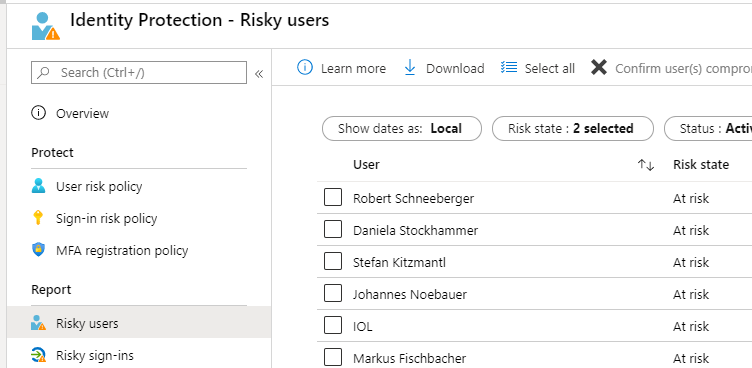 Identity Protection - Risky users
Search (Ctrl+/)
«
Overview
Protect
User risk policy
Sign-in risk policy
MFA registration policy
Report
Risky users
Risky sign-ins
Learn more Download Select all Confirm user(s) compro
Show dates as: Local Risk state : 2 selected Status : Activ
User Risk state
Robert Schneeberger At risk
Daniela Stockhammer At risk
Stefan Kitzmantl At risk
Johannes Noebauer At risk
IOL At risk
Markus Fischbacher At risk